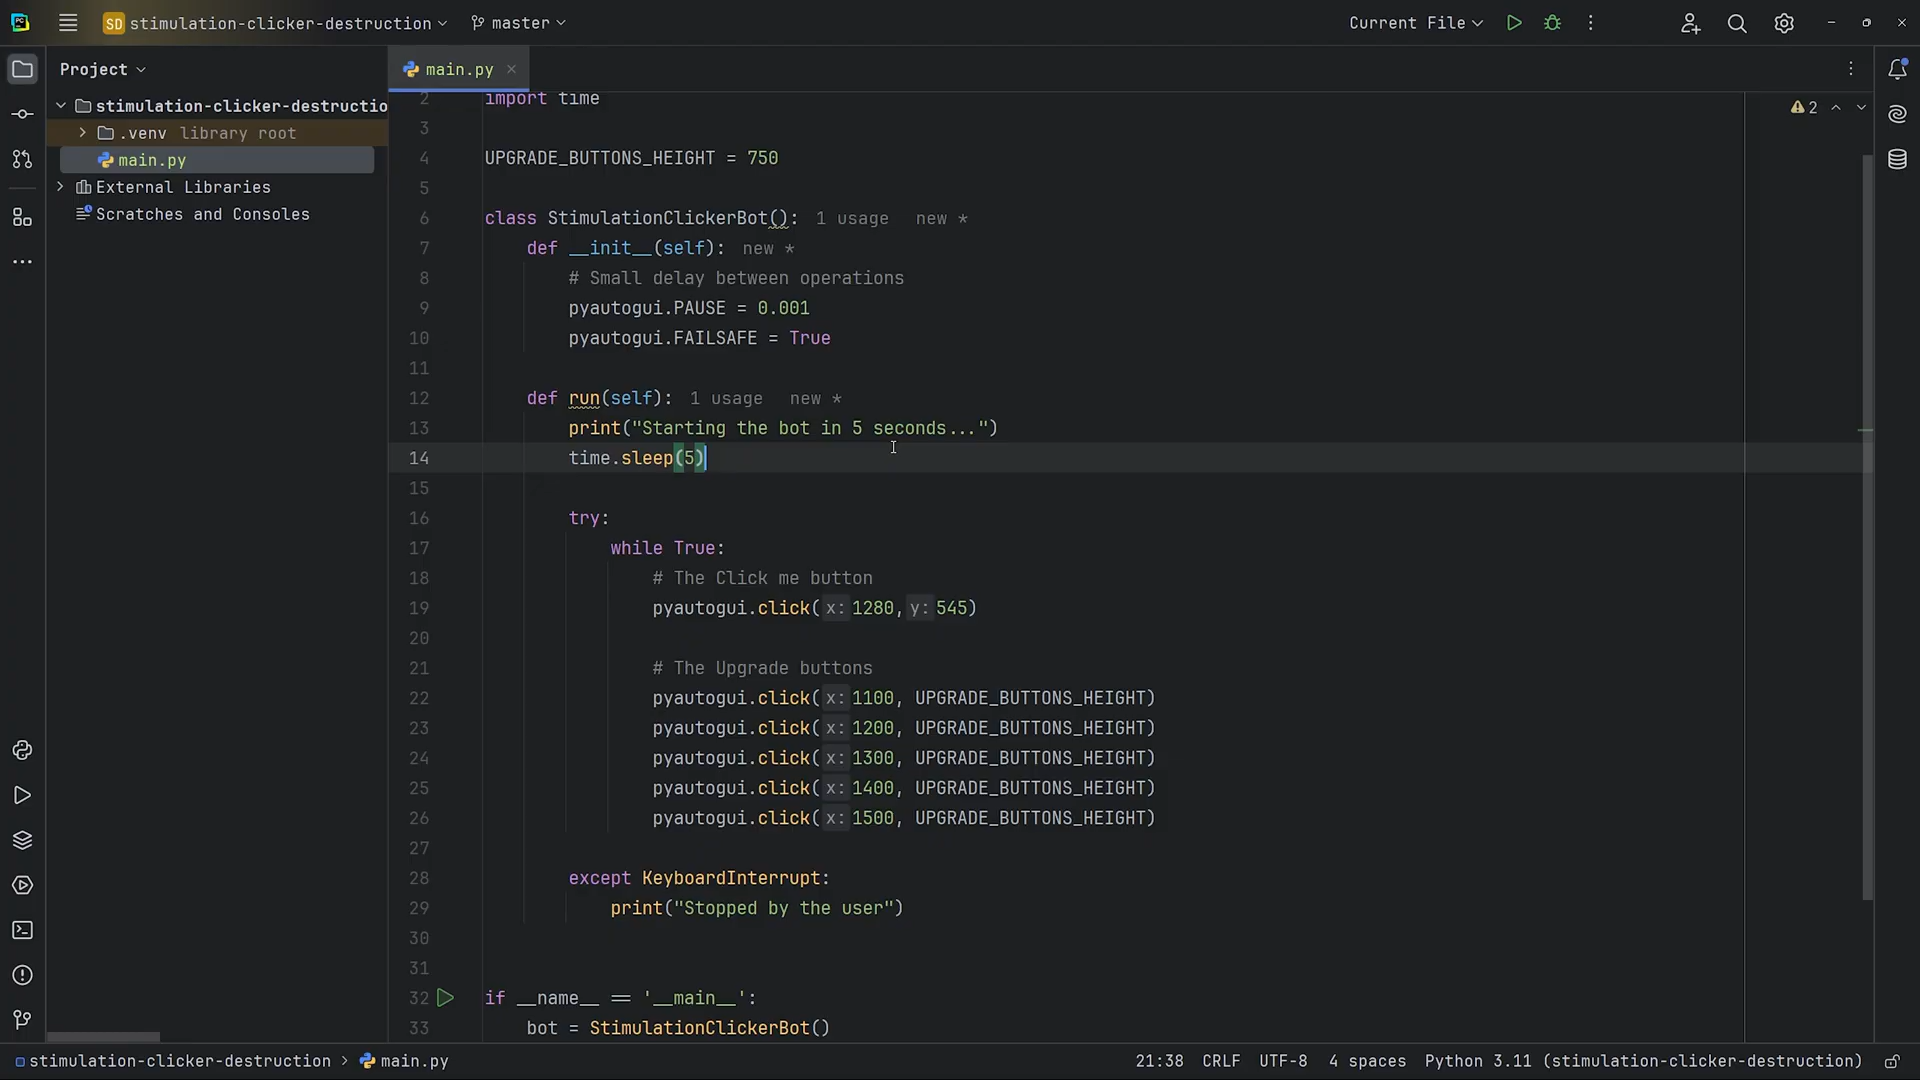 SD stimulation-clicker-destruction master Current File
Project
main.py
stimulation-clicker-destructio
.venv library root
main.py
External Libraries
Scratches and Consoles
2
2 import time
3
4 UPGRADE_BUTTONS_HEIGHT = 750
5
6 class StimulationClickerBot(): 1 usage new *
7 def __init__(self): new *
8 # Small delay between operations
9 pyautogui.PAUSE = 0.001
10 pyautogui.FAILSAFE = True
11
12 def run(self): 1 usage new *
13 print("Starting the bot in 5 seconds...")
14 time.sleep(5)
15
16 try:
17 while True:
18 # The Click me button
19 pyautogui.click( x: 1280, y: 545)
20
21 # The Upgrade buttons
22 pyautogui.click( x: 1100, UPGRADE_BUTTONS_HEIGHT)
23 pyautogui.click( x: 1200, UPGRADE_BUTTONS_HEIGHT)
24 pyautogui.click( x: 1300, UPGRADE_BUTTONS_HEIGHT)
25 pyautogui.click( x: 1400, UPGRADE_BUTTONS_HEIGHT)
26 pyautogui.click( x: 1500, UPGRADE_BUTTONS_HEIGHT)
27
28 except KeyboardInterrupt:
29 print("Stopped by the user")
30
31
32 if __name__ == '__main__':
33 bot = StimulationClickerBot()
stimulation-clicker-destruction > main.py 21:38 CRLF UTF-8 4 spaces Python 3.11 (stimulation-clicker-destruction)